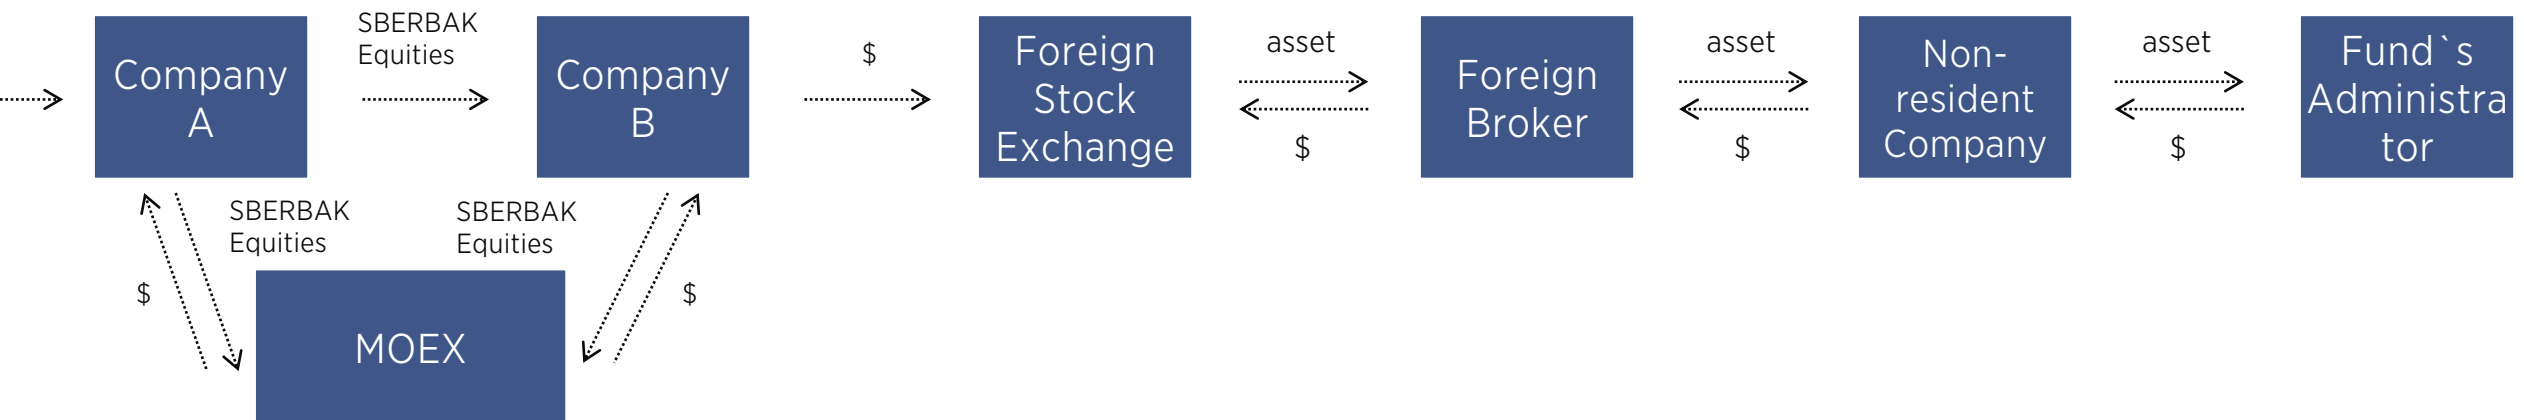 Company
A
SBERBAK
Equities
Company
B
$
Foreign
Stock
Exchange
asset
$
Foreign
Broker
asset
$
Non-
resident
Company
asset
$
Fund`s
Administra
tor
SBERBAK
Equities
SBERBAK
Equities
$
$
MOEX